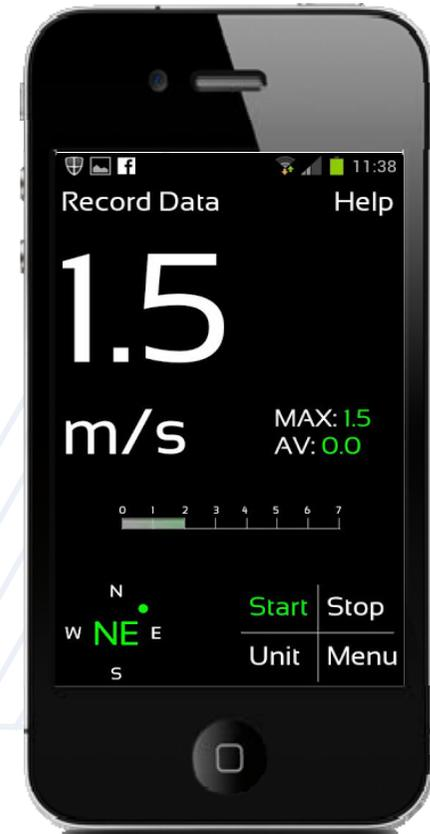 11:38
Record Data Help
1.5
m/s
MAX: 1.5
AV: 0.0
0 1 2 3 4 5 6 7
N
W NE E
S
Start Stop
Unit Menu